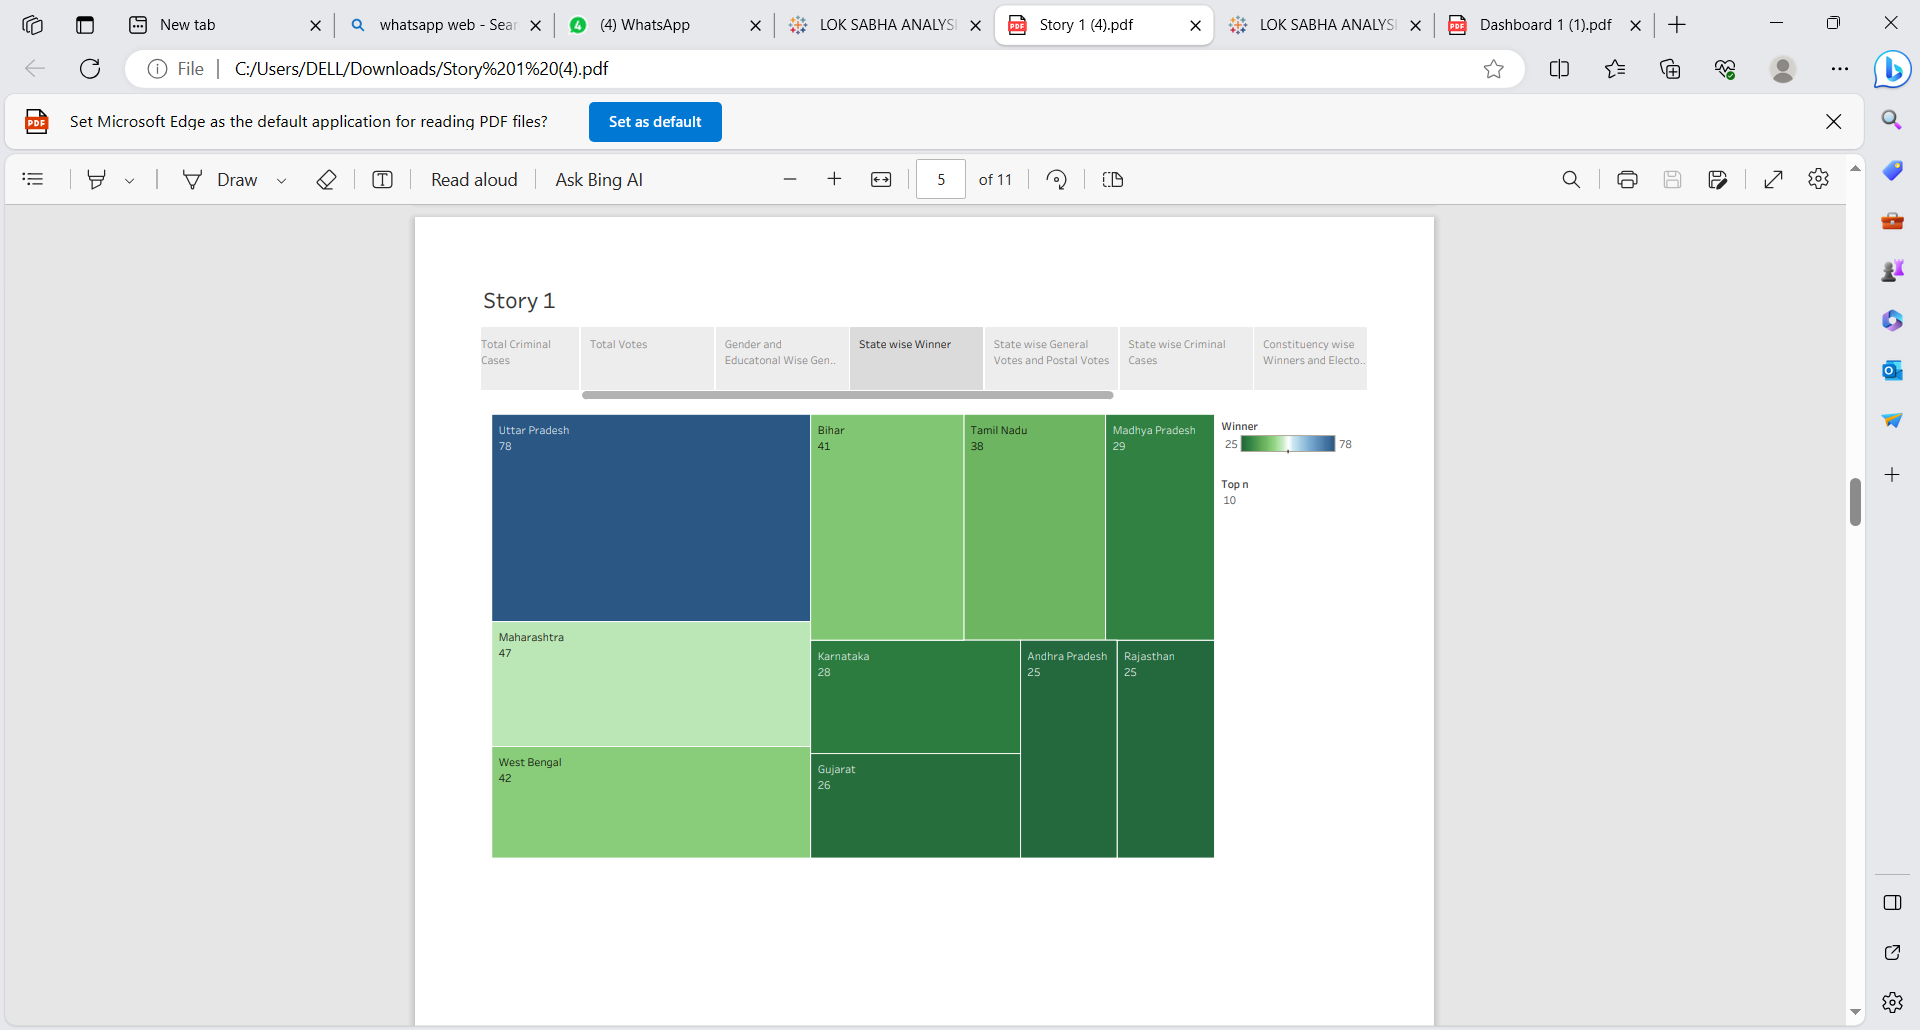 New tab
whatsapp web - Sear
(4) WhatsApp
LOK SABHA ANALYSI
Story 1 (4).pdf
LOK SABHA ANALYSI
Dashboard 1 (1).pdf
File
C:/Users/DELL/Downloads/Story%201%20(4).pdf
Set Microsoft Edge as the default application for reading PDF files?
Set as default
Draw
Read aloud
Ask Bing AI
5
of 11
Story 1
Total Criminal
Cases
Total Votes
Gender and
Educatonal Wise Gen..
State wise Winner
State wise General
Votes and Postal Votes
State wise Criminal
Cases
Constituency wise
Winners and Electo..
Uttar Pradesh
78
Bihar
41
Tamil Nadu
38
Madhya Pradesh
29
Winner
25
78
Top n
10
Maharashtra
47
Karnataka
28
Andhra Pradesh
25
Rajasthan
25
West Bengal
42
Gujarat
26